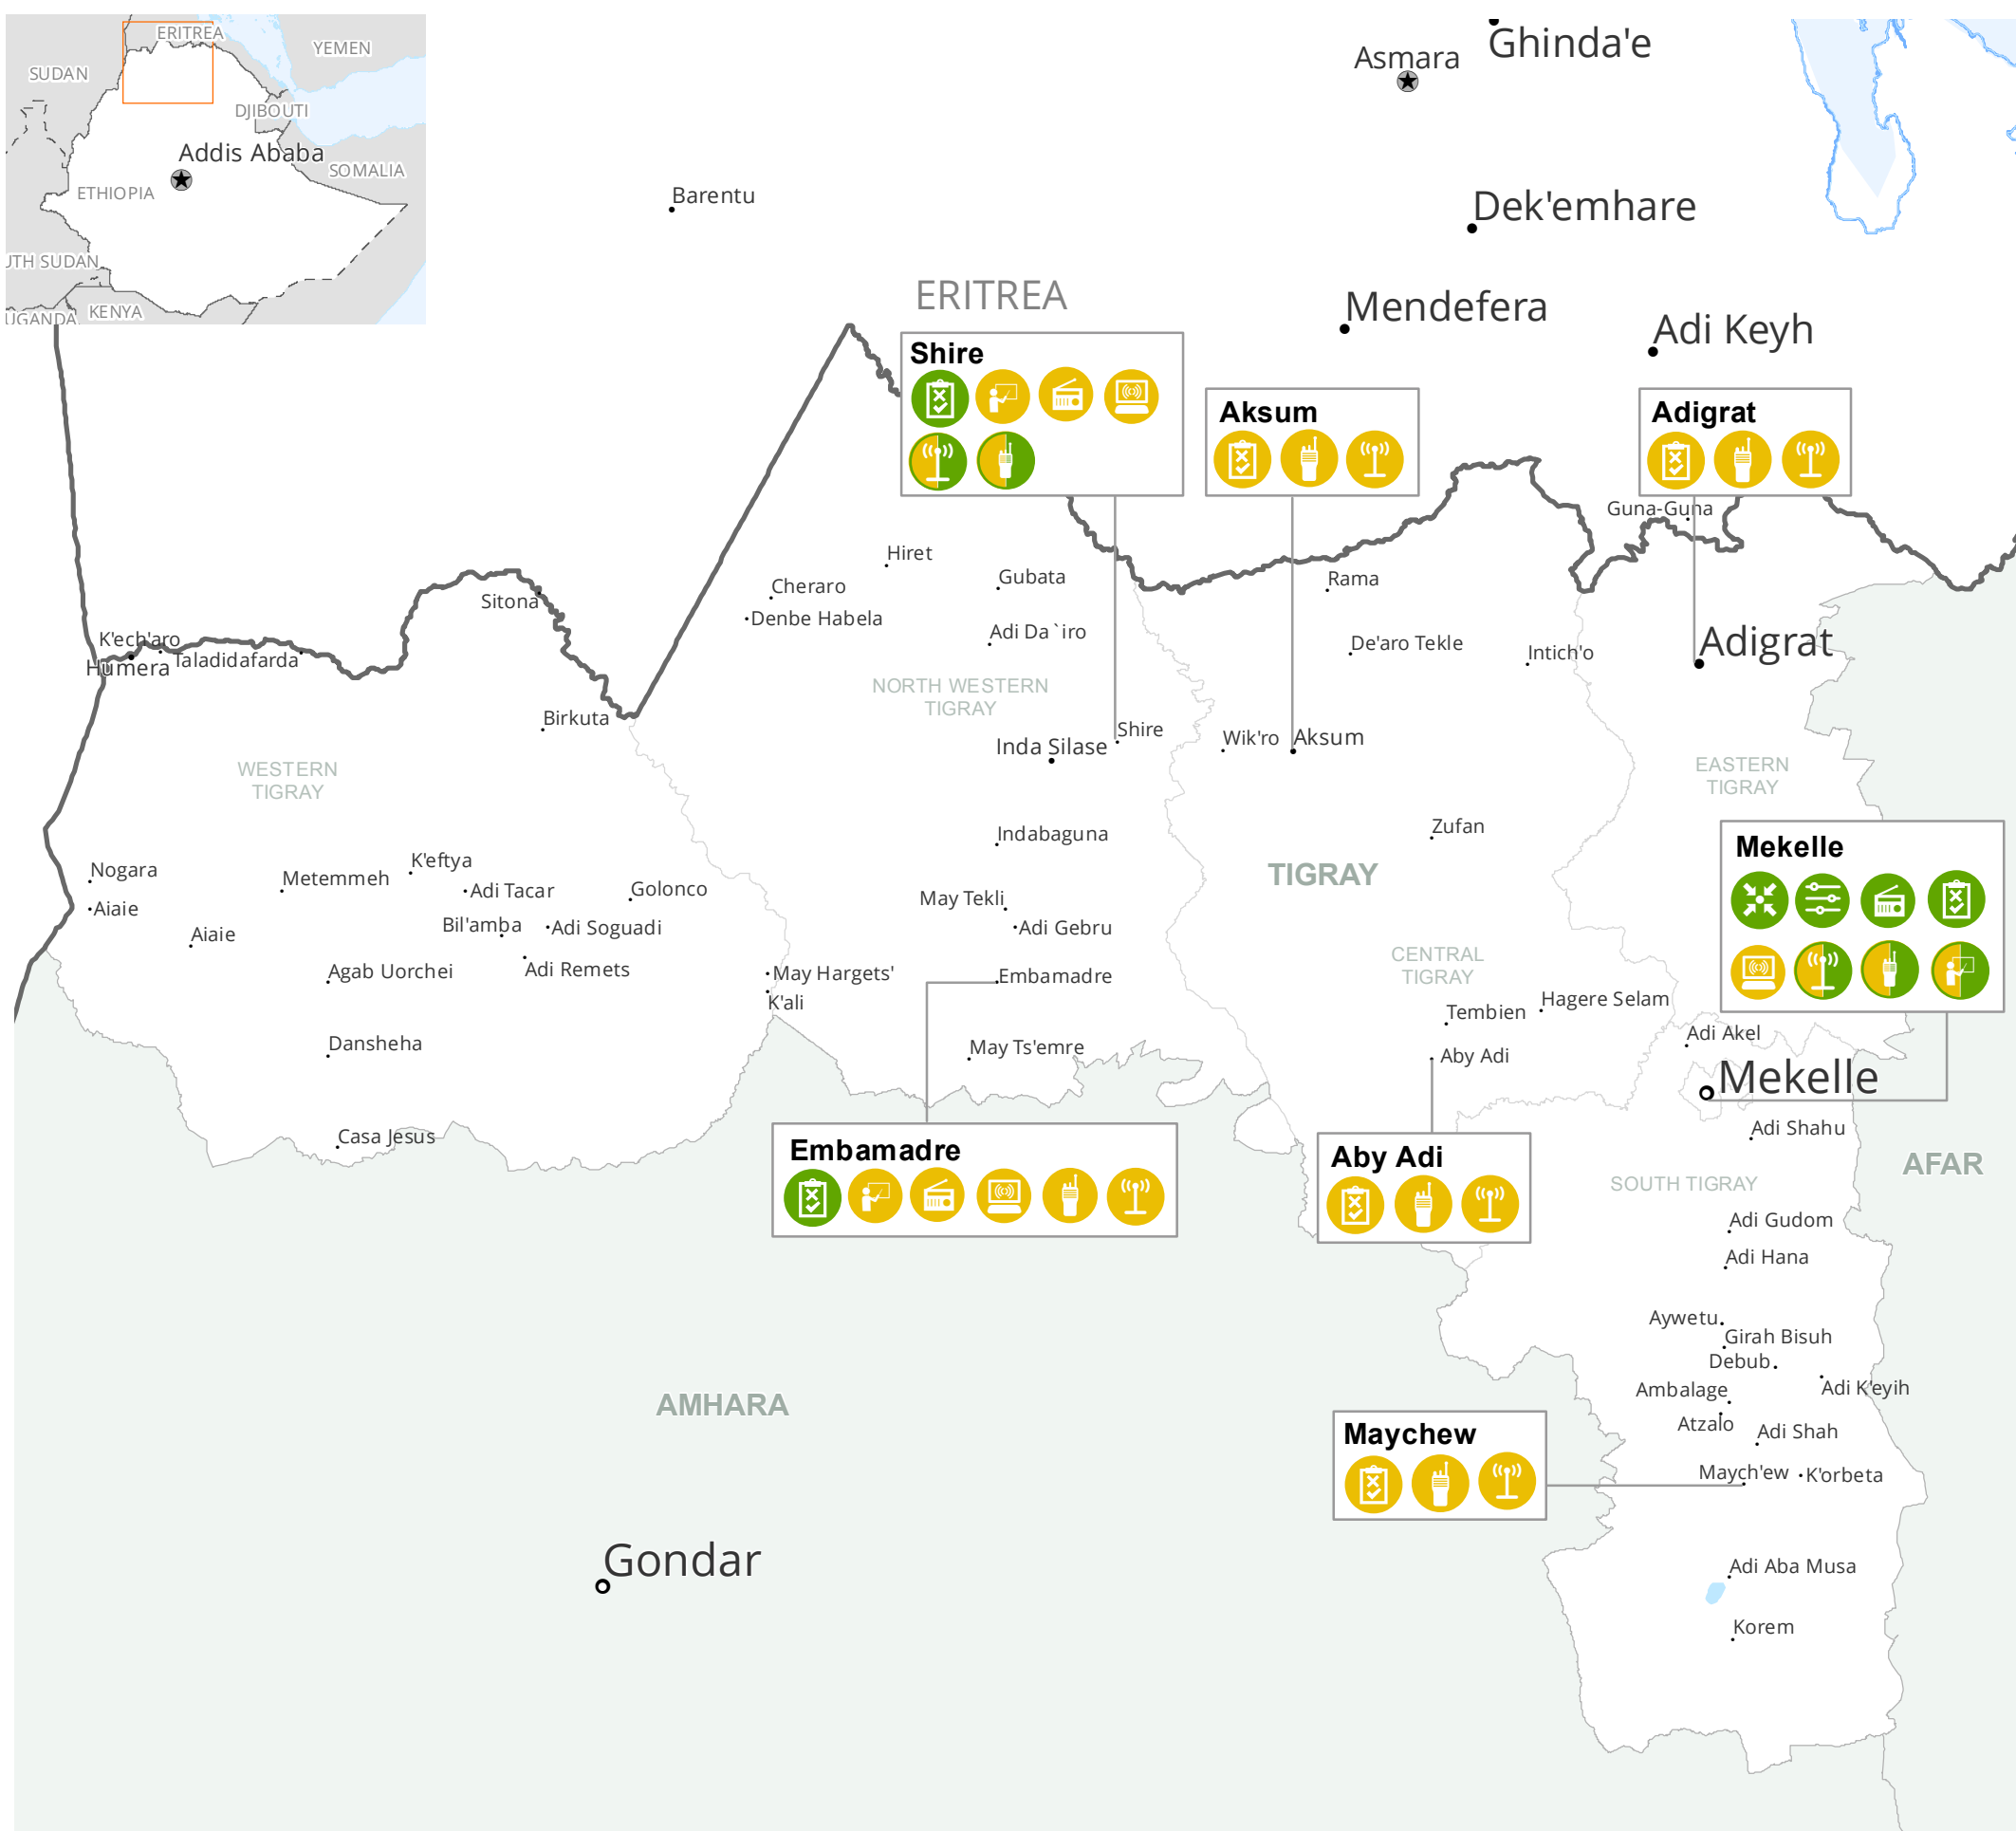 ERITREA
YEMEN
SUDAN
DJIBOUTI
Addis Ababa
SOMALIA
ETHIOPIA
UTH SUDAN
KENYA
UGANDA
Ghinda'e
Asmara
Barentu
Dek'emhare
ERITREA
Mendefera
Adi Keyh
Shire
Aksum
Adigrat
Guna-Guna
Hiret
Gubata
Cheraro
Denbe Habela
Rama
Sitona
Adi Da`iro
De'aro Tekle
Intich'o
Adigrat
K'ech'aro
Humera
Taladidafarda
NORTH WESTERN
TIGRAY
Birkuta
Shire
Inda Silase
Wik'ro
Aksum
WESTERN
TIGRAY
EASTERN
TIGRAY
Indabaguna
Zufan
Mekelle
Nogara
Metemmeh
K'eftya
Adi Tacar
Golonco
TIGRAY
Aiaie
May Tekli
Aiaie
Bil'amba
Adi Soguadi
Adi Gebru
CENTRAL
TIGRAY
Agab Uorchei
Adi Remets
May Hargets'
Embamadre
K'ali
Hagere Selam
Tembien
Adi Akel
Dansheha
May Ts'emre
Aby Adi
Mekelle
Casa Jesus
Adi Shahu
Embamadre
Aby Adi
AFAR
SOUTH TIGRAY
Adi Gudom
Adi Hana
Aywetu
Girah Bisuh
Debub
Ambalage
Adi K'eyih
AMHARA
Atzalo
Adi Shah
Maychew
Maych'ew
K'orbeta
Gondar
Adi Aba Musa
Korem